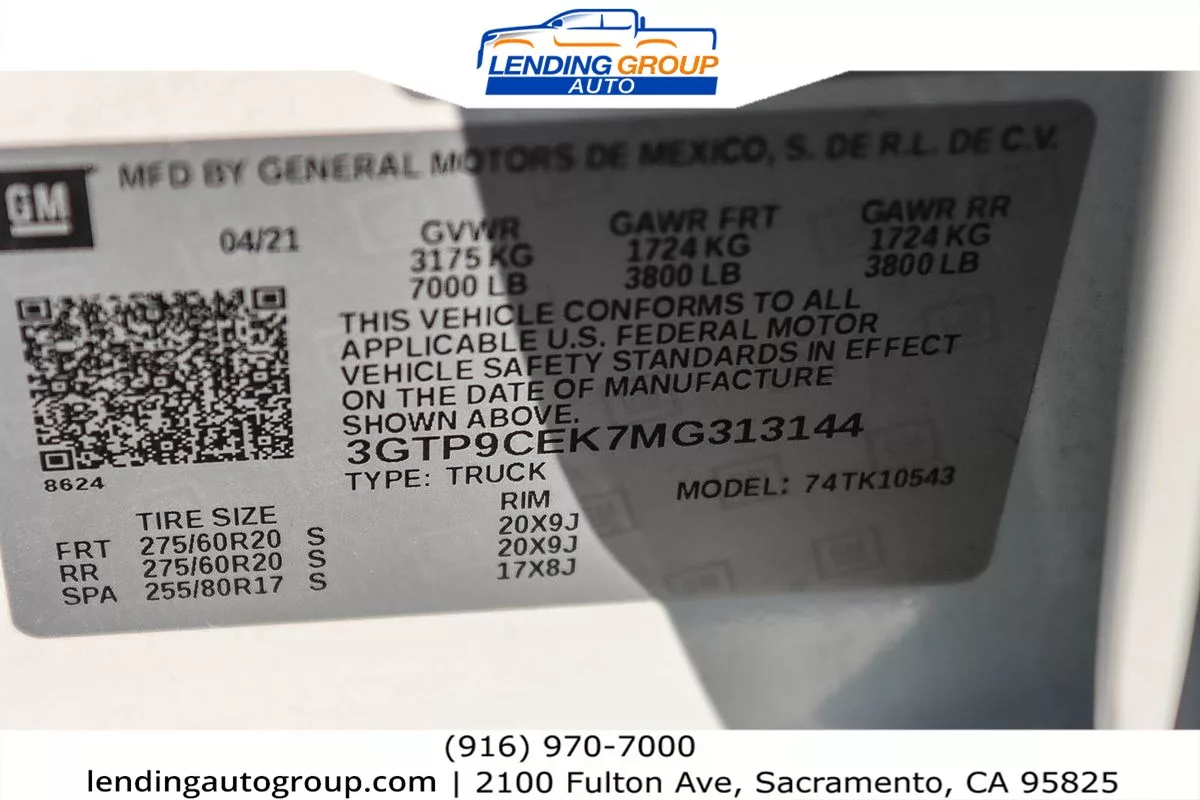 LENDING GROUP
AUTO
MFD BY GENERAL MOTORS DE MEXICO, S. DE R.L. DE C.V.
GM
04/21
GVWR
3175 KG
7000 LB
GAWR FRT
1724 KG
3800 LB
GAWR RR
1724 KG
3800 LB
THIS VEHICLE CONFORMS TO ALL
APPLICABLE U.S. FEDERAL MOTOR
VEHICLE SAFETY STANDARDS IN EFFECT
ON THE DATE OF MANUFACTURE
SHOWN ABOVE.
3GTP9CEK7MG313144
TYPE: TRUCK
MODEL: 74TK10543
8624
TIRE SIZE RIM
FRT 275/60R20 S 20X9J
RR 275/60R20 S 20X9J
SPA 255/80R17 S 17X8J
(916) 970-7000
lendingautogroup.com | 2100 Fulton Ave, Sacramento, CA 95825